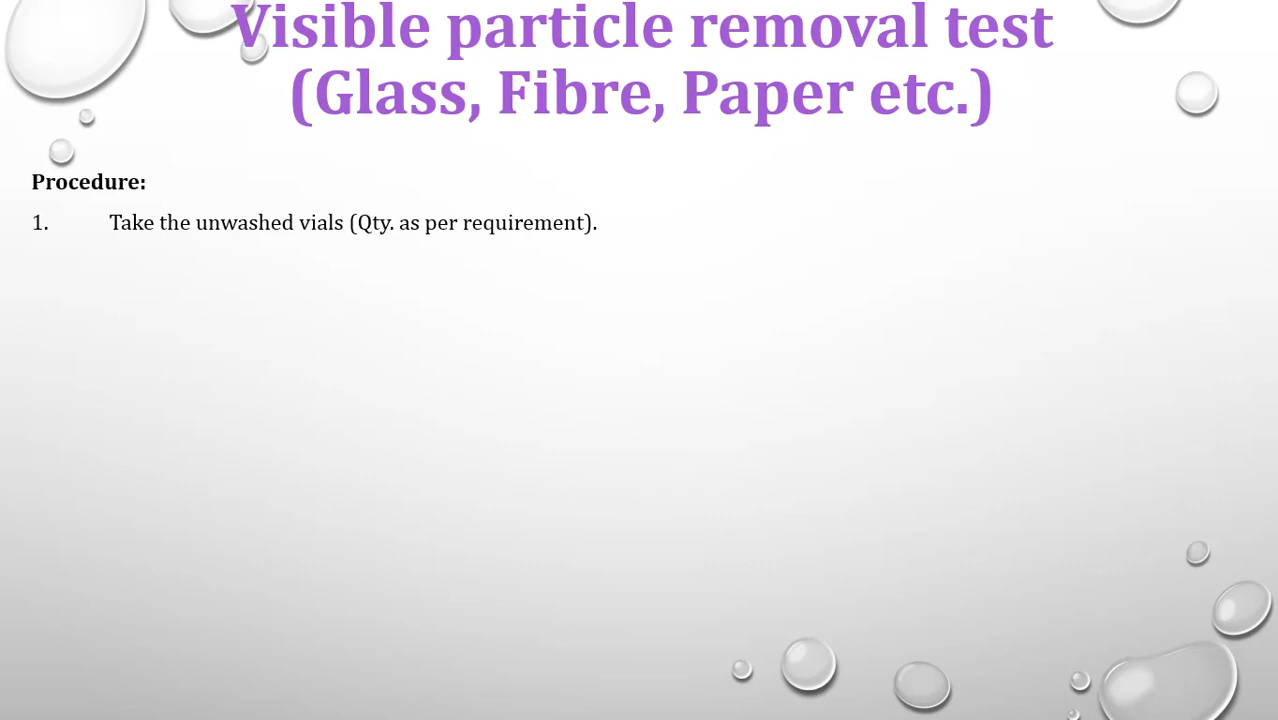 Visible particle removal test
(Glass, Fibre, Paper etc.)
Procedure:
1. Take the unwashed vials (Qty. as per requirement).